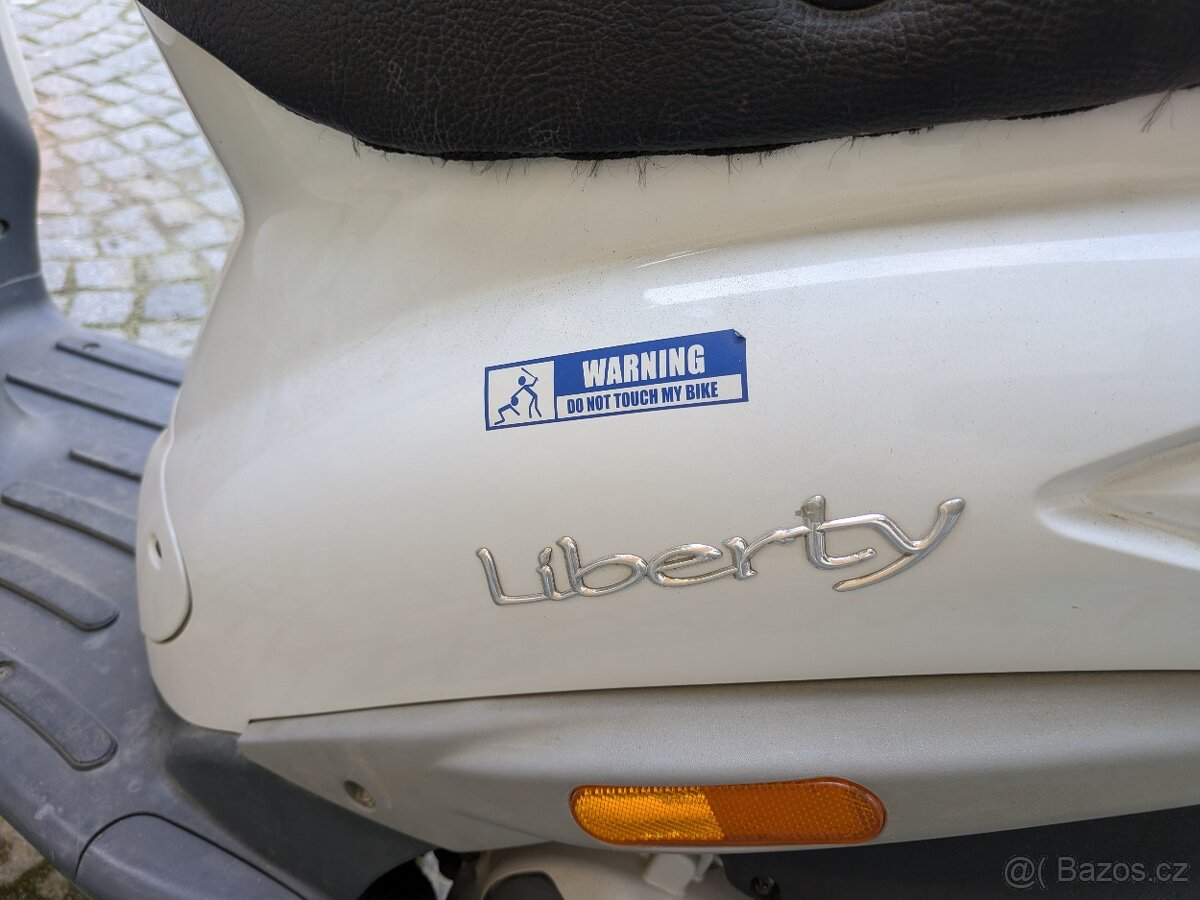 WARNING
DO NOT TOUCH MY BIKE
Liberty
@( Bazos.cz